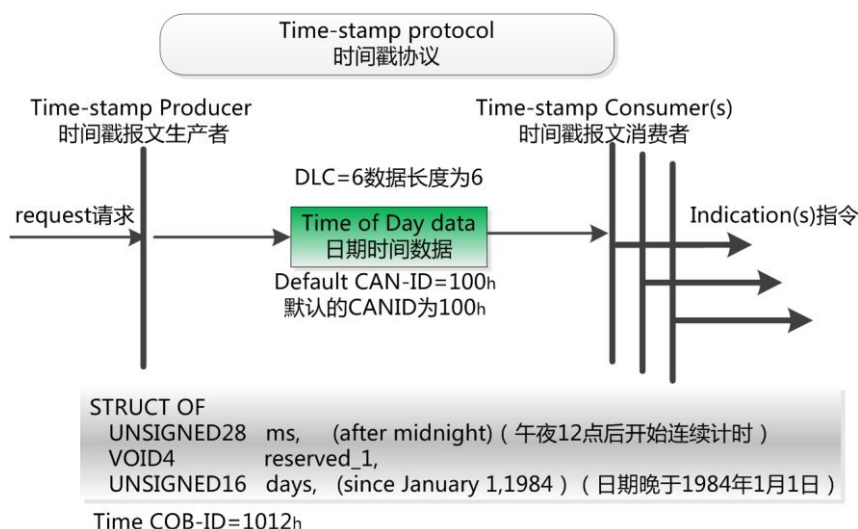 Time-stamp protocol
时间戳协议
Time-stamp Producer
时间戳报文生产者
Time-stamp Consumer(s)
时间戳报文消费者
DLC=6数据长度为6
request请求
Time of Day data
日期时间数据
Indication(s)指令
Default CAN-ID=100h
默认的CANID为100h
STRUCT OF
UNSIGNED28 ms, (after midnight)(午夜12点后开始连续计时)
VOID4 reserved_1,
UNSIGNED16 days, (since January 1,1984)(日期晚于1984年1月1日)
Time COB-ID=1012h